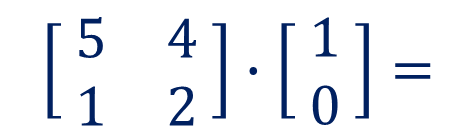 [5 4
1 2] · [1
0] =